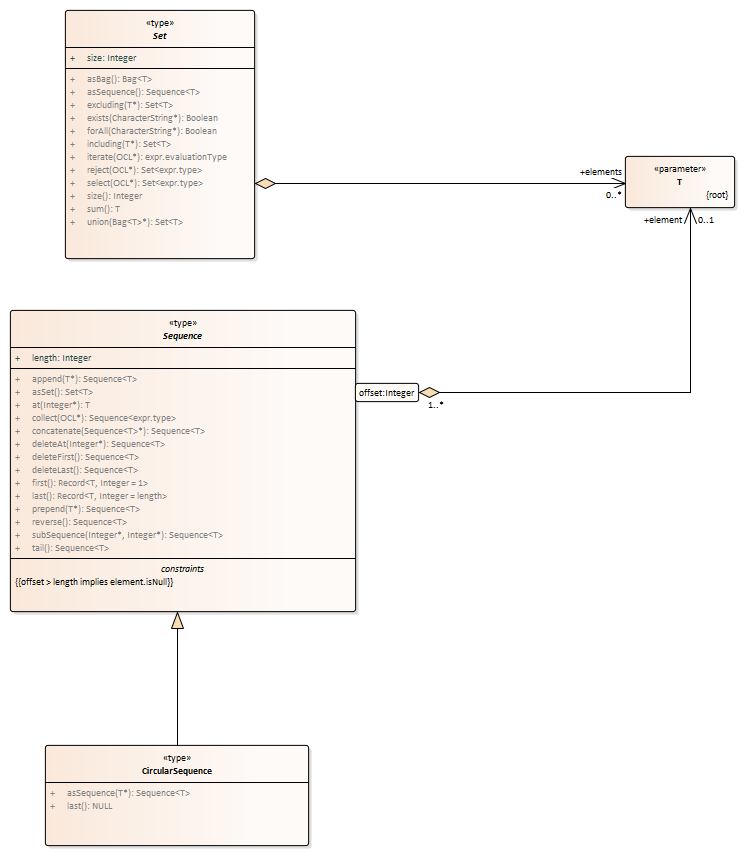 «type»
Set
+ size: Integer
+ asBag(): Bag<T>
+ asSequence(): Sequence<T>
+ excluding(T*): Set<T>
+ exists(CharacterString*): Boolean
+ forAll(CharacterString*): Boolean
+ including(T*): Set<T>
+ iterate(OCL*): expr.evaluationType
+ reject(OCL*): Set<expr.type>
+ select(OCL*): Set<expr.type>
+ size(): Integer
+ sum(): T
+ union(Bag<T>*): Set<T>
+elements
0..*
«parameter»
T
{root}
+element
0..1
«type»
Sequence
+ length: Integer
+ append(T*): Sequence<T>
+ asSet(): Set<T>
+ at(Integer*): T
+ collect(OCL*): Sequence<expr.type>
+ concatenate(Sequence<T>*): Sequence<T>
+ deleteAt(Integer*): Sequence<T>
+ deleteFirst(): Sequence<T>
+ deleteLast(): Sequence<T>
+ first(): Record<T, Integer = 1>
+ last(): Record<T, Integer = length>
+ prepend(T*): Sequence<T>
+ reverse(): Sequence<T>
+ subSequence(Integer*, Integer*): Sequence<T>
+ tail(): Sequence<T>
constraints
{{offset > length implies element.isNull}}
offset:Integer
1..*
«type»
CircularSequence
+ asSequence(T*): Sequence<T>
+ last(): NULL